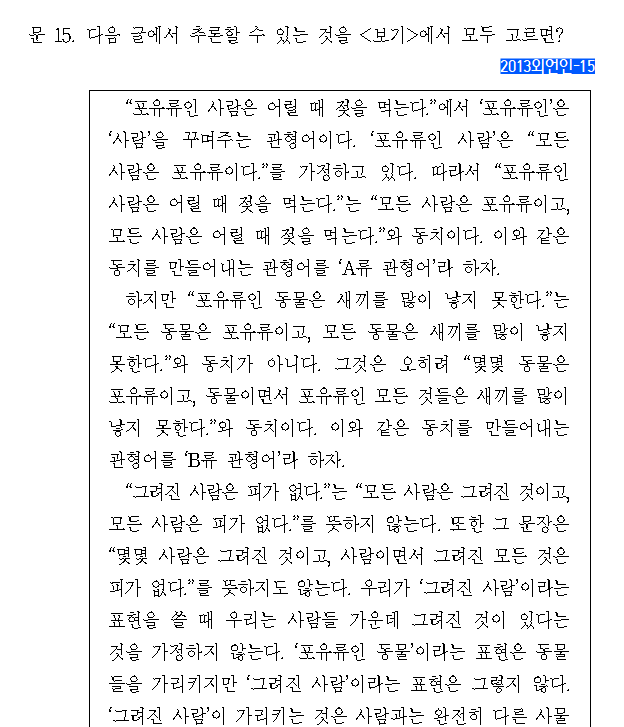 문 15. 다음 글에서 추론할 수 있는 것을 <보기>에서 모두 고르면?
2013외언인-15
“포유류인 사람은 어릴 때 젖을 먹는다.”에서 ‘포유류인’은
‘사람’을 꾸며주는 관형어이다. ‘포유류인 사람’은 “모든
사람은 포유류이다.”를 가정하고 있다. 따라서 “포유류인
사람은 어릴 때 젖을 먹는다.”는 “모든 사람은 포유류이고,
모든 사람은 어릴 때 젖을 먹는다.”와 동치이다. 이와 같은
동치를 만들어내는 관형어를 ‘A류 관형어’라 하자.
하지만 “포유류인 동물은 새끼를 많이 낳지 못한다.”는
“모든 동물은 포유류이고, 모든 동물은 새끼를 많이 낳지
못한다.”와 동치가 아니다. 그것은 오히려 “몇몇 동물은
포유류이고, 동물이면서 포유류인 모든 것들은 새끼를 많이
낳지 못한다.”와 동치이다. 이와 같은 동치를 만들어내는
관형어를 ‘B류 관형어’라 하자.
“그려진 사람은 피가 없다.”는 “모든 사람은 그려진 것이고,
모든 사람은 피가 없다.”를 뜻하지 않는다. 또한 그 문장은
“몇몇 사람은 그려진 것이고, 사람이면서 그려진 모든 것은
피가 없다.”를 뜻하지도 않는다. 우리가 ‘그려진 사람’이라는
표현을 쓸 때 우리는 사람들 가운데 그려진 것이 있다는
것을 가정하지 않는다. ‘포유류인 동물’이라는 표현은 동물
들을 가리키지만 ‘그려진 사람’이라는 표현은 그렇지 않다.
‘그려진 사람’이 가리키는 것은 사람과는 완전히 다른 사물